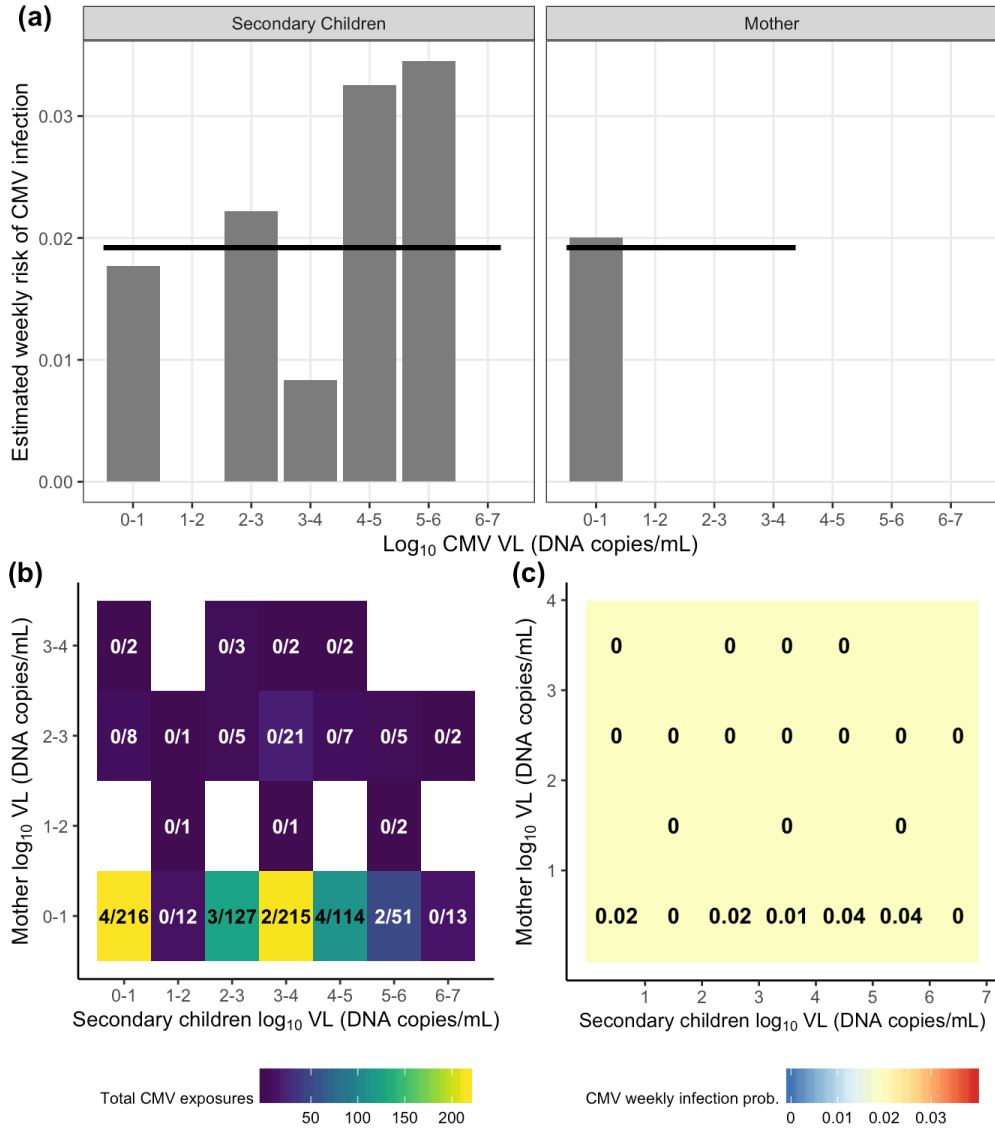 (a)
Secondary Children
Mother
Estimated weekly risk of CMV infection
0.03
0.02
0.01
0.00
0-1 1-2 2-3 3-4 4-5 5-6 6-7
0-1 1-2 2-3 3-4 4-5 5-6 6-7
Log₁₀ CMV VL (DNA copies/mL)
(b)
Mother log₁₀ VL (DNA copies/mL)
3-4
0/2 0/3 0/2 0/2
2-3
0/8 0/1 0/5 0/21 0/7 0/5 0/2
1-2
0/1 0/1 0/2
0-1
4/216 0/12 3/127 2/215 4/114 2/51 0/13
0-1 1-2 2-3 3-4 4-5 5-6 6-7
Secondary children log₁₀ VL (DNA copies/mL)
Total CMV exposures
50 100 150 200
(c)
Mother log₁₀ VL (DNA copies/mL)
4
0 0 0 0
3
0 0 0 0 0 0 0
2
0 0 0
1
0.02 0 0.02 0.01 0.04 0.04 0
1 2 3 4 5 6 7
Secondary children log₁₀ VL (DNA copies/mL)
CMV weekly infection prob.
0 0.01 0.02 0.03